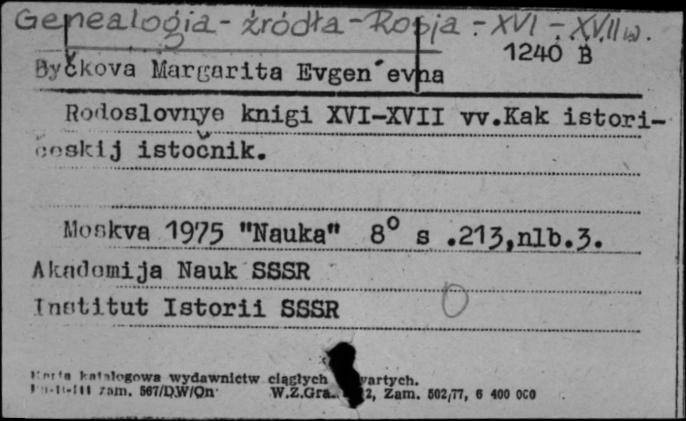 Genealogia - źródła - Rosja - XVI - XVII w.
1240 B
Byčkova Margarita Evgen´evna
Rodoslovnye knigi XVI-XVII vv.Kak istori-
českij istočnik.
Moskva 1975 "Nauka" 8° s .213,nlb.3.
Akademija Nauk SSSR
Institut Istorii SSSR
Karta katalogowa wydawnictw ciągłych
zam. 567/D.W/On W.Z.Gra. 2, Zam. 502/77, 6 400 000